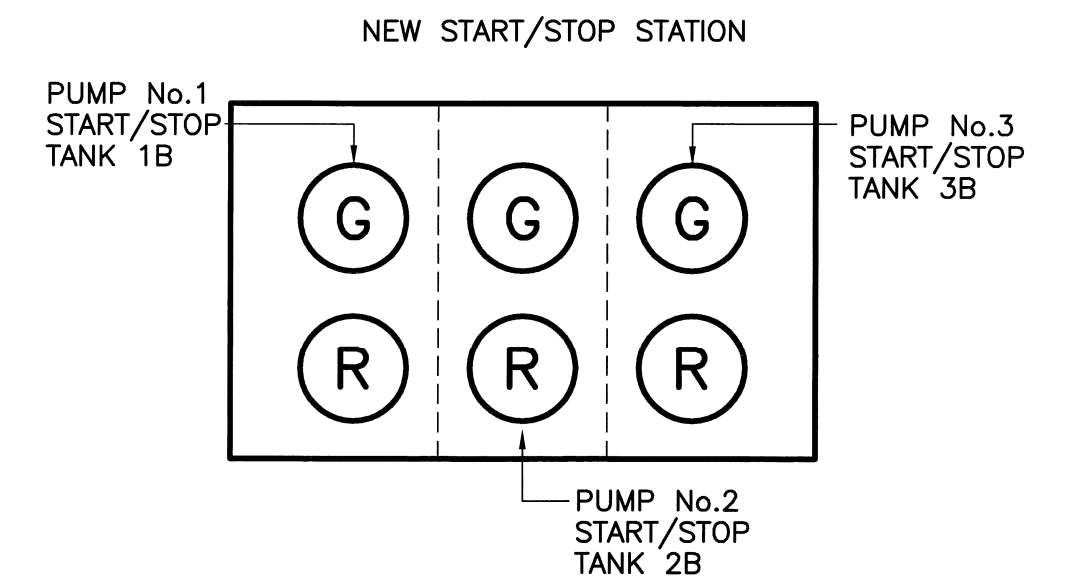 NEW START/STOP STATION
PUMP No.1
START/STOP
TANK 1B
PUMP No.3
START/STOP
TANK 3B
G G G
R R R
PUMP No.2
START/STOP
TANK 2B